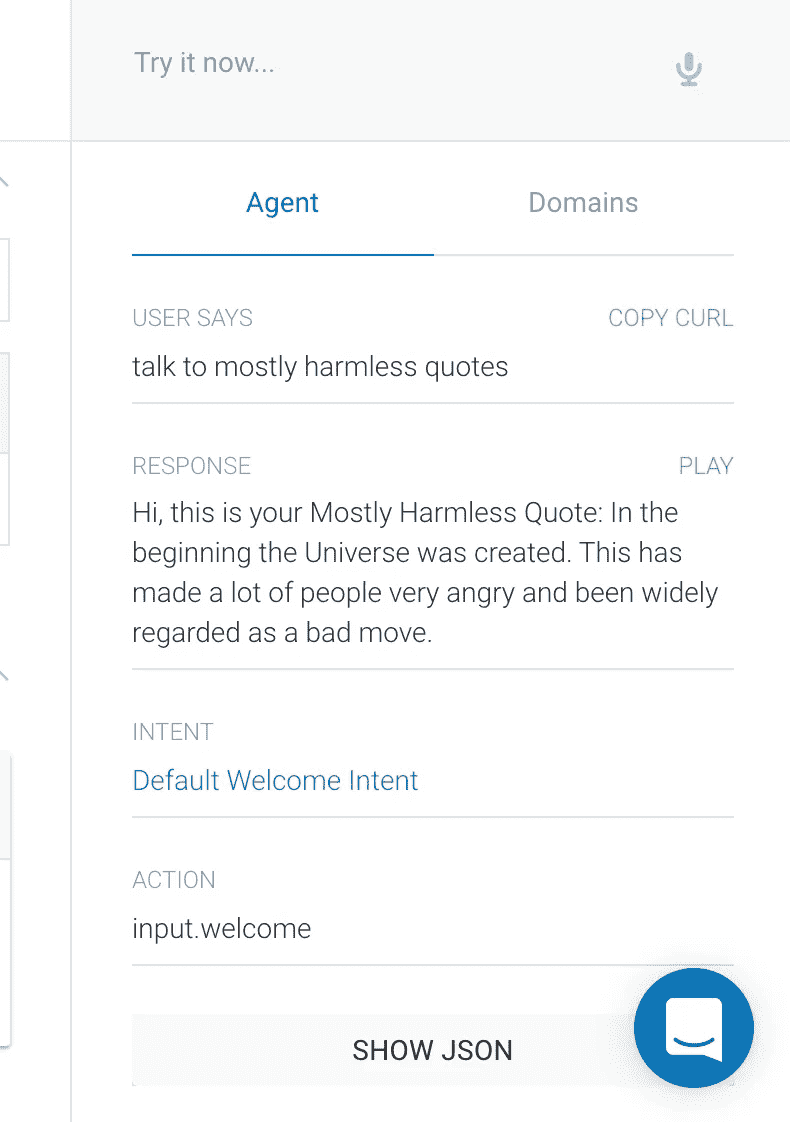 Try it now...
Agent Domains
USER SAYS COPY CURL
talk to mostly harmless quotes
RESPONSE PLAY
Hi, this is your Mostly Harmless Quote: In the
beginning the Universe was created. This has
made a lot of people very angry and been widely
regarded as a bad move.
INTENT
Default Welcome Intent
ACTION
input.welcome
SHOW JSON